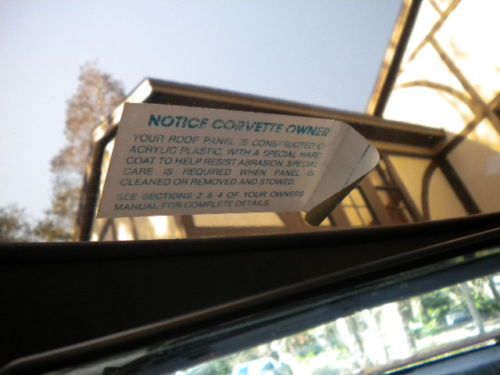 NOTICE CORVETTE OWNER
YOUR ROOF PANEL IS CONSTRUCTED
ACRYLIC PLASTIC, WITH A SPECIAL HARD
COAT TO HELP RESIST ABRASION. SPECIAL
CARE IS REQUIRED WHEN PANEL IS
CLEANED OR REMOVED AND STOWED.
SEE SECTIONS 2 & 4 OF YOUR OWNERS
MANUAL FOR COMPLETE DETAILS.